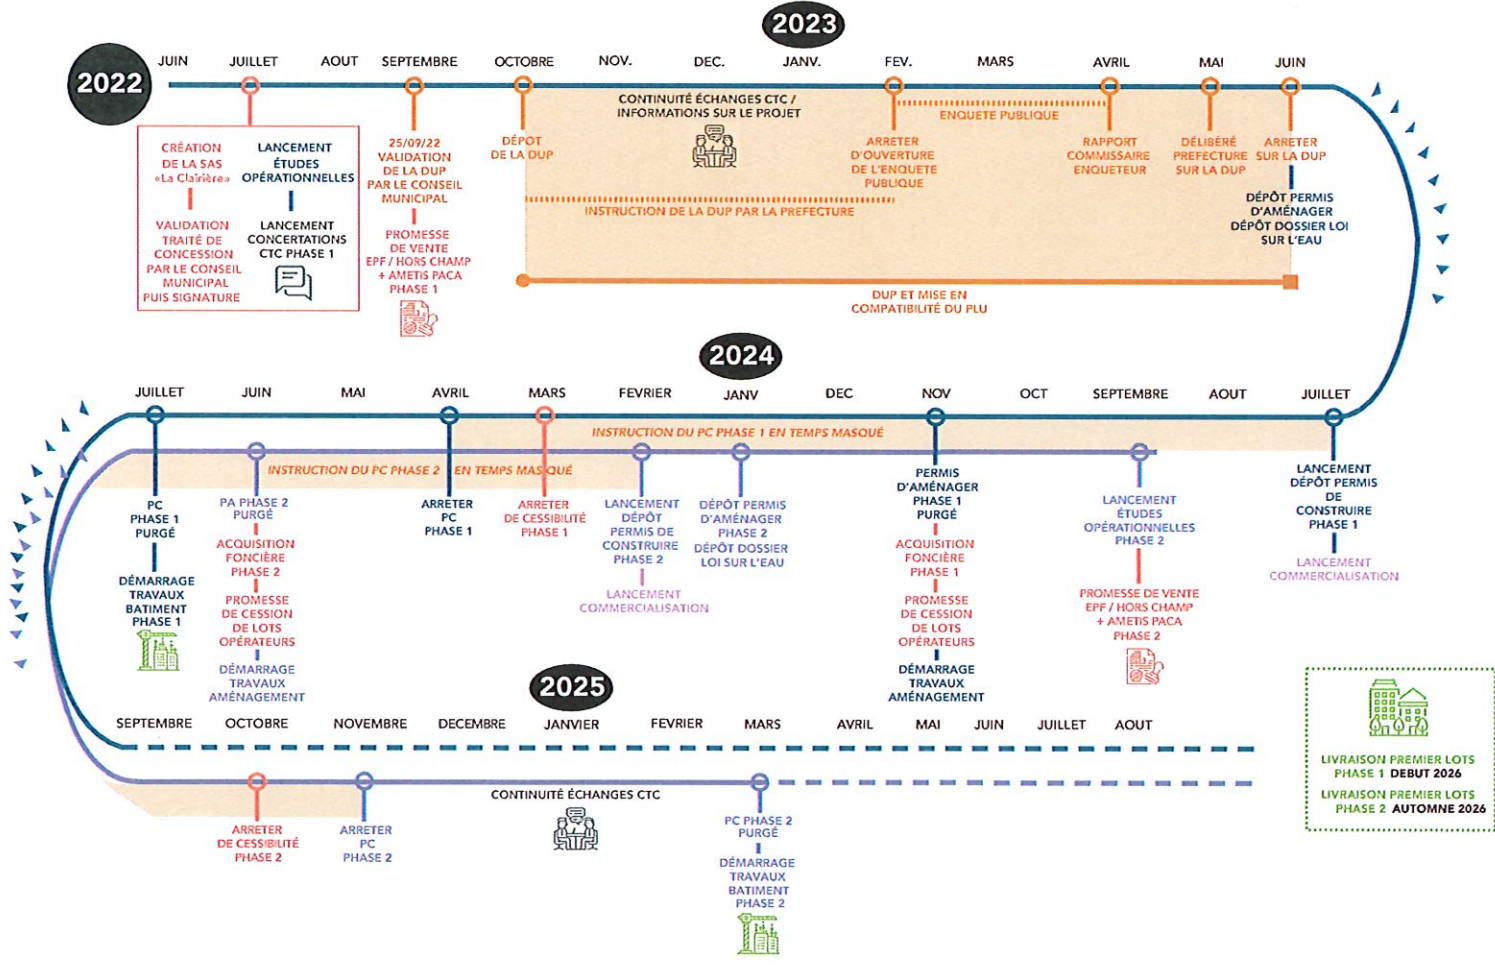 2023
2022
JUIN
JUILLET
AOUT
SEPTEMBRE
OCTOBRE
NOV.
DEC.
JANV.
FEV.
MARS
AVRIL
MAI
JUIN
CRÉATION
DE LA SAS
«La Clairière»
VALIDATION
TRAITÉ DE
CONCESSION
PAR LE CONSEIL
MUNICIPAL
PUIS SIGNATURE
LANCEMENT
ÉTUDES
OPÉRATIONNELLES
LANCEMENT
CONCERTATIONS
CTC PHASE 1
25/09/22
VALIDATION
DE LA DUP
PAR LE CONSEIL
MUNICIPAL
PROMESSE
DE VENTE
EPF / HORS CHAMP
+ AMETIS PACA
PHASE 1
DÉPOT
DE LA DUP
CONTINUITÉ ÉCHANGES CTC /
INFORMATIONS SUR LE PROJET
INSTRUCTION DE LA DUP PAR LA PREFECTURE
ENQUETE PUBLIQUE
ARRETER
D'OUVERTURE
DE L'ENQUETE
PUBLIQUE
RAPPORT
COMMISSAIRE
ENQUETEUR
DÉLIBÉRÉ
PREFECTURE
SUR LA DUP
ARRETER
SUR LA DUP
DÉPÔT PERMIS
D'AMÉNAGER
DÉPÔT DOSSIER LOI
SUR L'EAU
DUP ET MISE EN
COMPATIBILITÉ DU PLU
2024
JUILLET
JUIN
MAI
AVRIL
MARS
FEVRIER
JANV
DEC
NOV
OCT
SEPTEMBRE
AOUT
JUILLET
INSTRUCTION DU PC PHASE 1 EN TEMPS MASQUÉ
INSTRUCTION DU PC PHASE 2 EN TEMPS MASQUÉ
PC
PHASE 1
PURGÉ
DÉMARRAGE
TRAVAUX
BATIMENT
PHASE 1
PA PHASE 2
PURGÉ
ACQUISITION
FONCIÈRE
PHASE 2
PROMESSE
DE CESSION
DE LOTS
OPÉRATEURS
DÉMARRAGE
TRAVAUX
AMÉNAGEMENT
ARRETER
PC
PHASE 1
ARRETER
DE CESSIBILITÉ
PHASE 1
LANCEMENT
DÉPÔT
PERMIS DE
CONSTRUIRE
PHASE 2
LANCEMENT
COMMERCIALISATION
DÉPÔT PERMIS
D'AMÉNAGER
PHASE 2
DÉPÔT DOSSIER
LOI SUR L'EAU
PERMIS
D'AMÉNAGER
PHASE 1
PURGÉ
ACQUISITION
FONCIÈRE
PHASE 1
PROMESSE
DE CESSION
DE LOTS
OPÉRATEURS
DÉMARRAGE
TRAVAUX
AMÉNAGEMENT
LANCEMENT
ÉTUDES
OPÉRATIONNELLES
PHASE 2
PROMESSE DE VENTE
EPF / HORS CHAMP
+ AMETIS PACA
PHASE 2
LANCEMENT
DÉPÔT PERMIS
DE
CONSTRUIRE
PHASE 1
LANCEMENT
COMMERCIALISATION
2025
SEPTEMBRE
OCTOBRE
NOVEMBRE
DECEMBRE
JANVIER
FEVRIER
MARS
AVRIL
MAI
JUIN
JUILLET
AOUT
ARRETER
DE CESSIBILITÉ
PHASE 2
ARRETER
PC
PHASE 2
CONTINUITÉ ÉCHANGES CTC
PC PHASE 2
PURGÉ
DÉMARRAGE
TRAVAUX
BATIMENT
PHASE 2
LIVRAISON PREMIER LOTS
PHASE 1 DEBUT 2026
LIVRAISON PREMIER LOTS
PHASE 2 AUTOMNE 2026